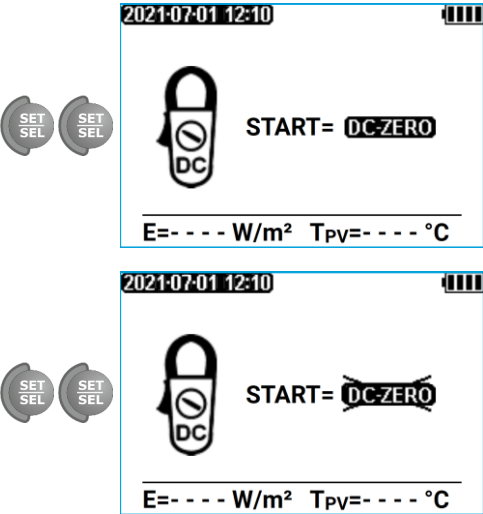 2021·07·01 12:10
SET SEL SET SEL
DC
START= DC-ZERO
E=- - - - W/m² TPV=- - - - °C
2021·07·01 12:10
SET SEL SET SEL
DC
START= DC-ZERO
E=- - - - W/m² TPV=- - - - °C